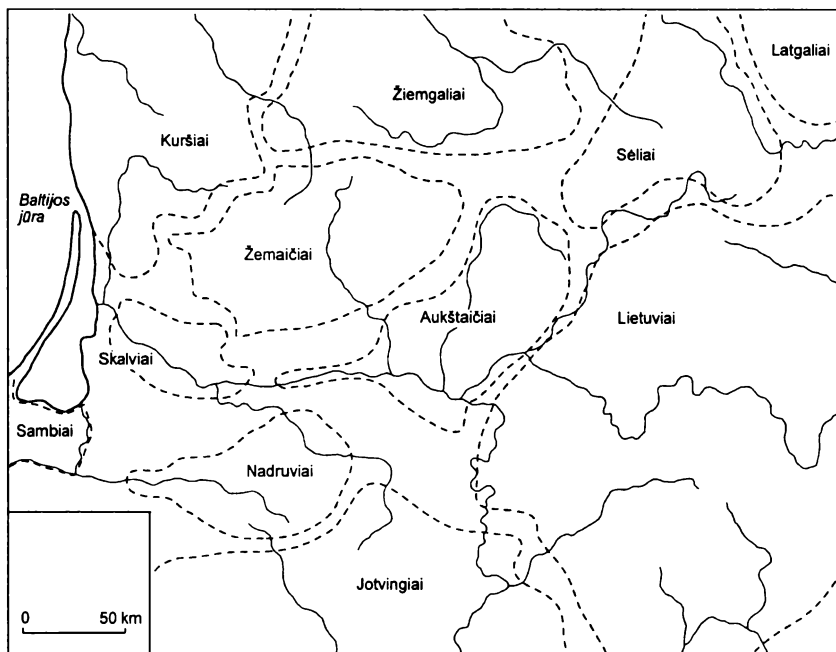 Latgaliai
Žiemgaliai
Kuršiai
Sėliai
Baltijos
jūra
Žemaičiai
Aukštaičiai
Lietuviai
Skalviai
Sambiai
Nadruviai
Jotvingiai
0 50 km